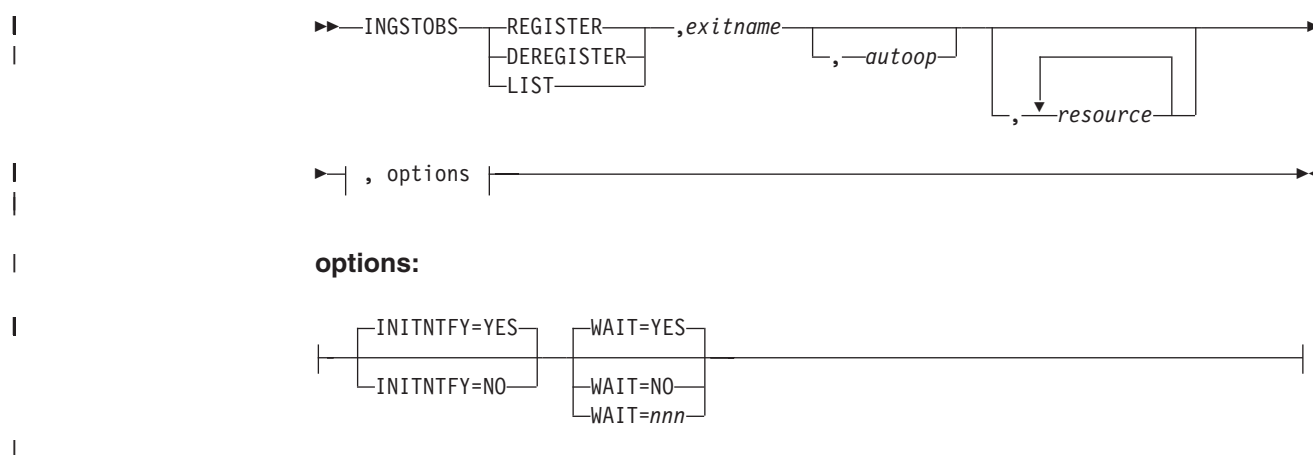 INGSTOBS REGISTER ,exitname
DEREGISTER , autoop
LIST
, resource
, options
options:
INITNTFY=YES WAIT=YES
INITNTFY=NO WAIT=NO
WAIT=nnn